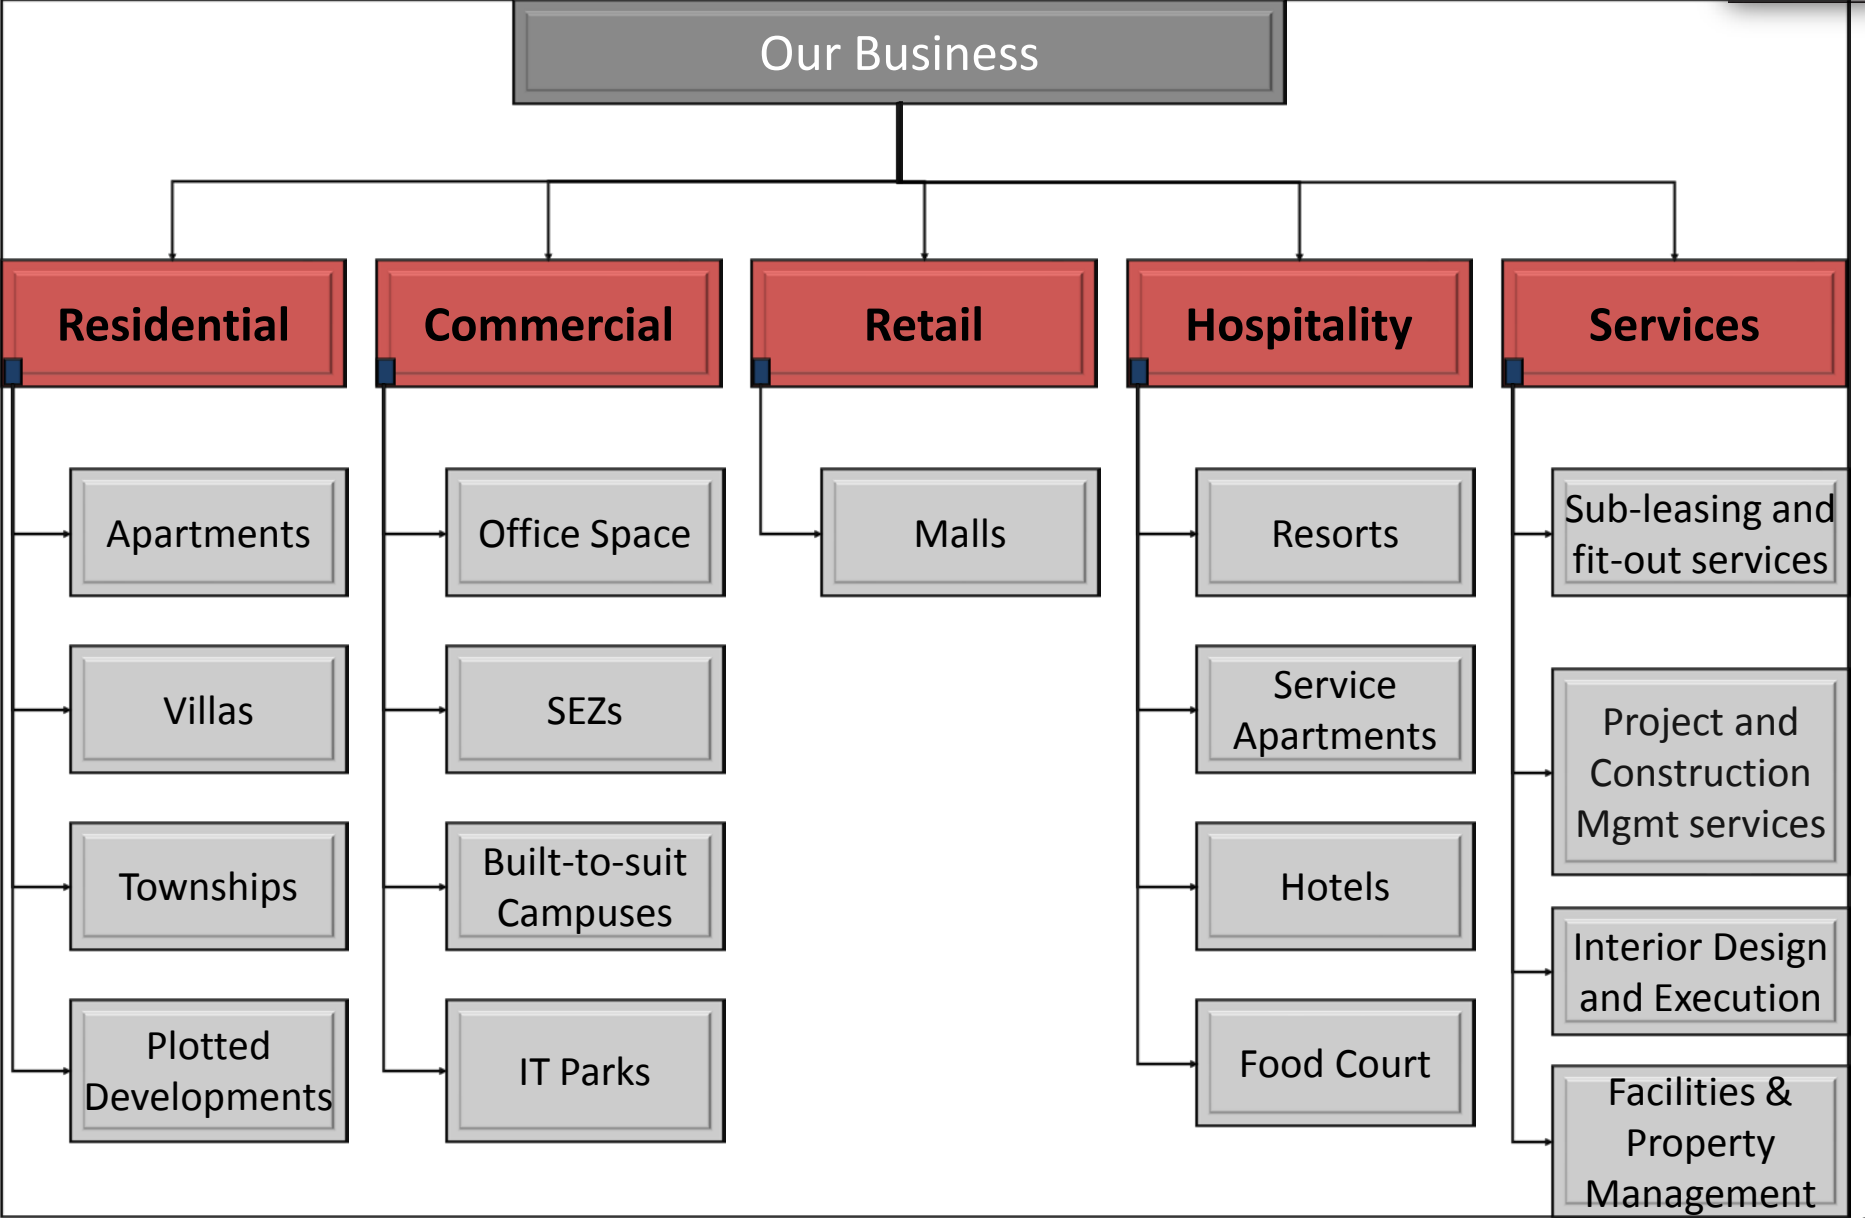 Our Business
Residential
Commercial
Retail
Hospitality
Services
Apartments
Villas
Townships
Plotted
Developments
Office Space
SEZs
Built-to-suit
Campuses
IT Parks
Malls
Resorts
Service
Apartments
Hotels
Food Court
Sub-leasing and
fit-out services
Project and
Construction
Mgmt services
Interior Design
and Execution
Facilities &
Property
Management